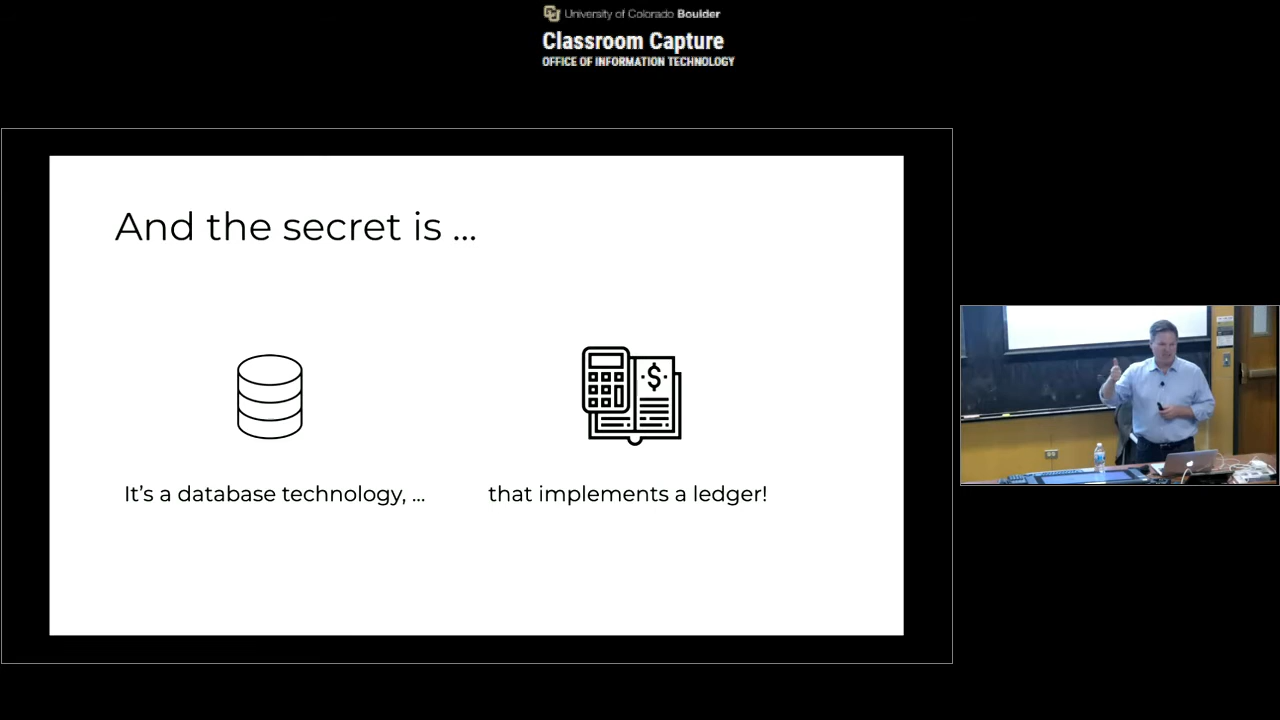 University of Colorado Boulder
Classroom Capture
OFFICE OF INFORMATION TECHNOLOGY
And the secret is ...
It's a database technology, ...
that implements a ledger!
$